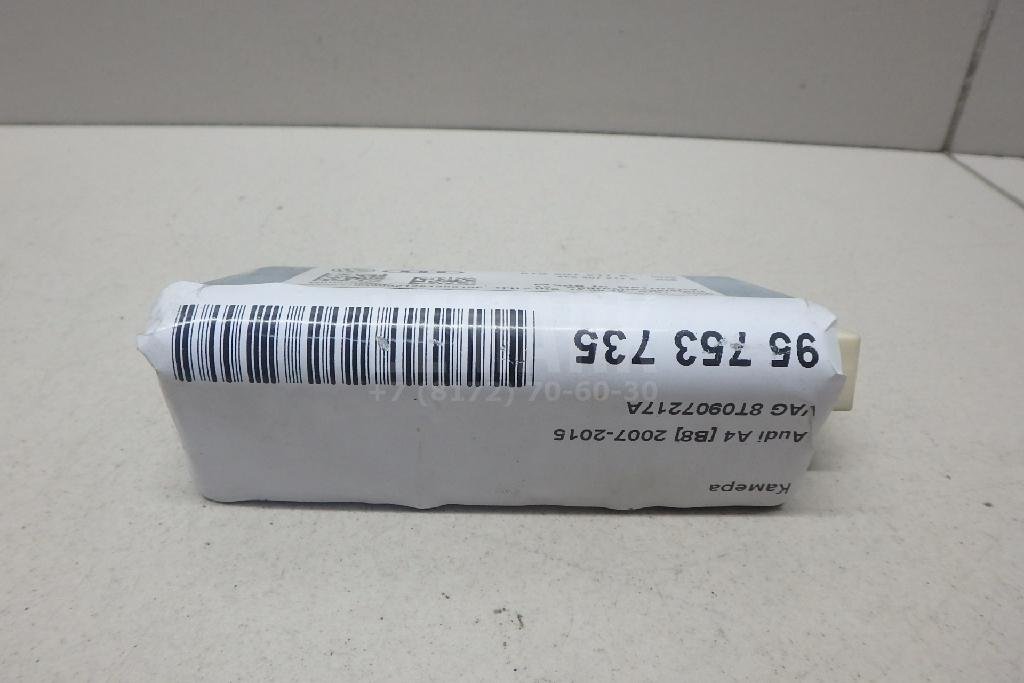 Камера
Audi A4 [B8] 2007-2015
VAG 8T0907217A
95 753 735
+7 (8172) 70-60-30